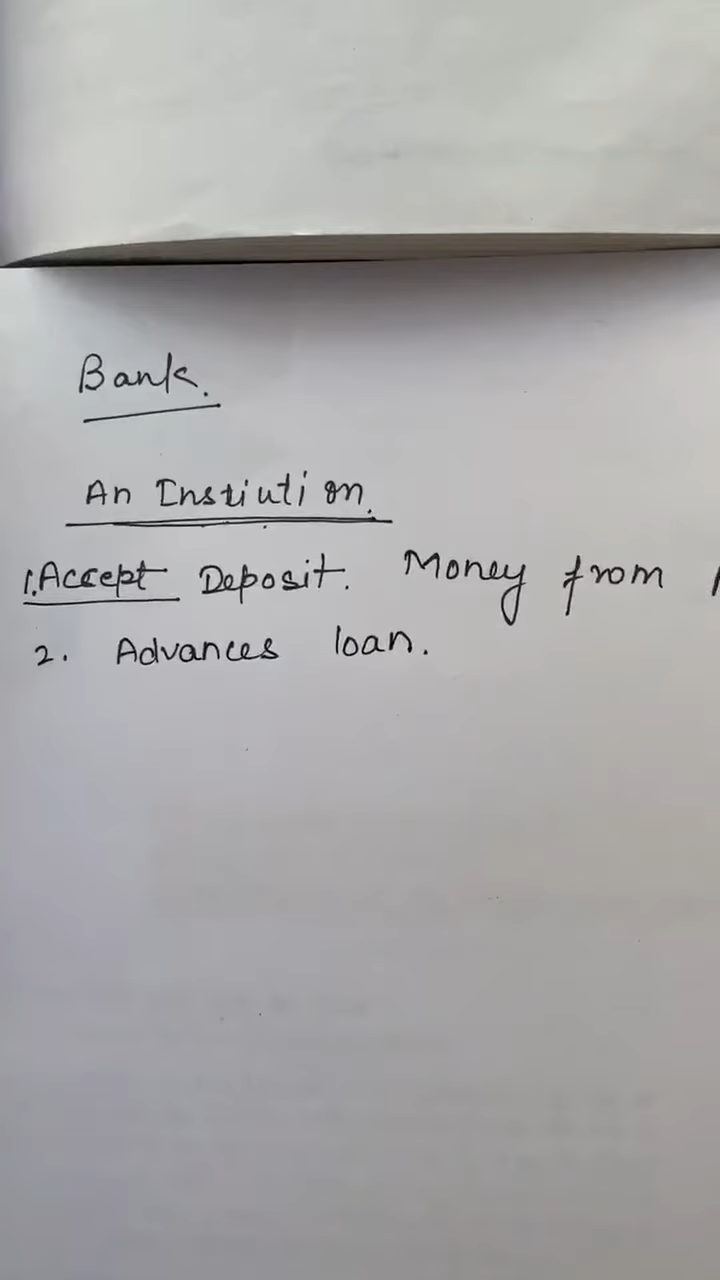 Bank.
An Instiution.
1. Accept Deposit. Money from
2. Advances loan.